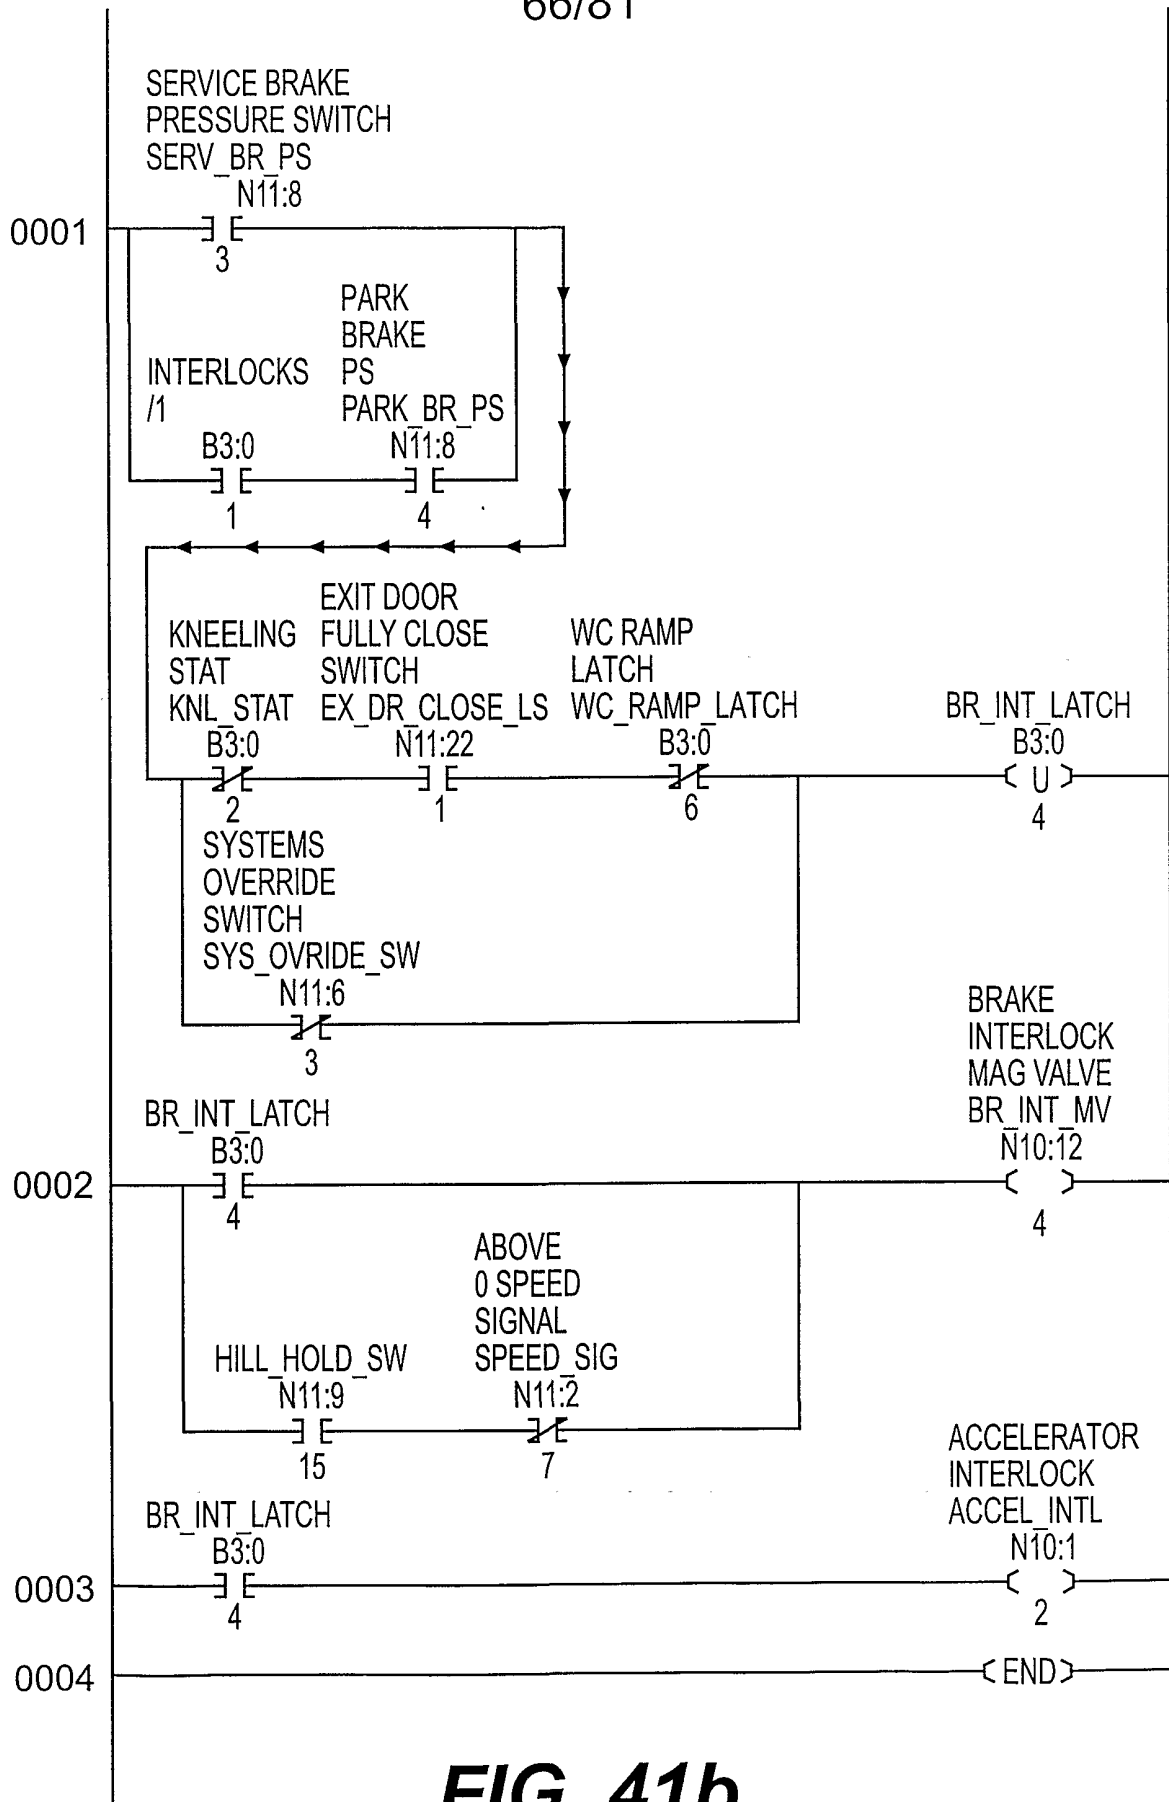 66/81
SERVICE BRAKE
PRESSURE SWITCH
SERV_BR_PS
N11:8
0001
3
PARK
BRAKE
PS
PARK_BR_PS
N11:8
4
INTERLOCKS
/1
B3:0
1
KNEELING
STAT
KNL_STAT
B3:0
2
EXIT DOOR
FULLY CLOSE
SWITCH
EX_DR_CLOSE_LS
N11:22
1
WC RAMP
LATCH
WC_RAMP_LATCH
B3:0
6
BR_INT_LATCH
B3:0
U
4
SYSTEMS
OVERRIDE
SWITCH
SYS_OVRIDE_SW
N11:6
3
BRAKE
INTERLOCK
MAG VALVE
BR_INT_MV
N10:12
4
BR_INT_LATCH
B3:0
0002
4
ABOVE
0 SPEED
SIGNAL
SPEED_SIG
N11:2
7
HILL_HOLD_SW
N11:9
15
ACCELERATOR
INTERLOCK
ACCEL_INTL
N10:1
2
BR_INT_LATCH
B3:0
0003
4
0004
END
FIG. 41b